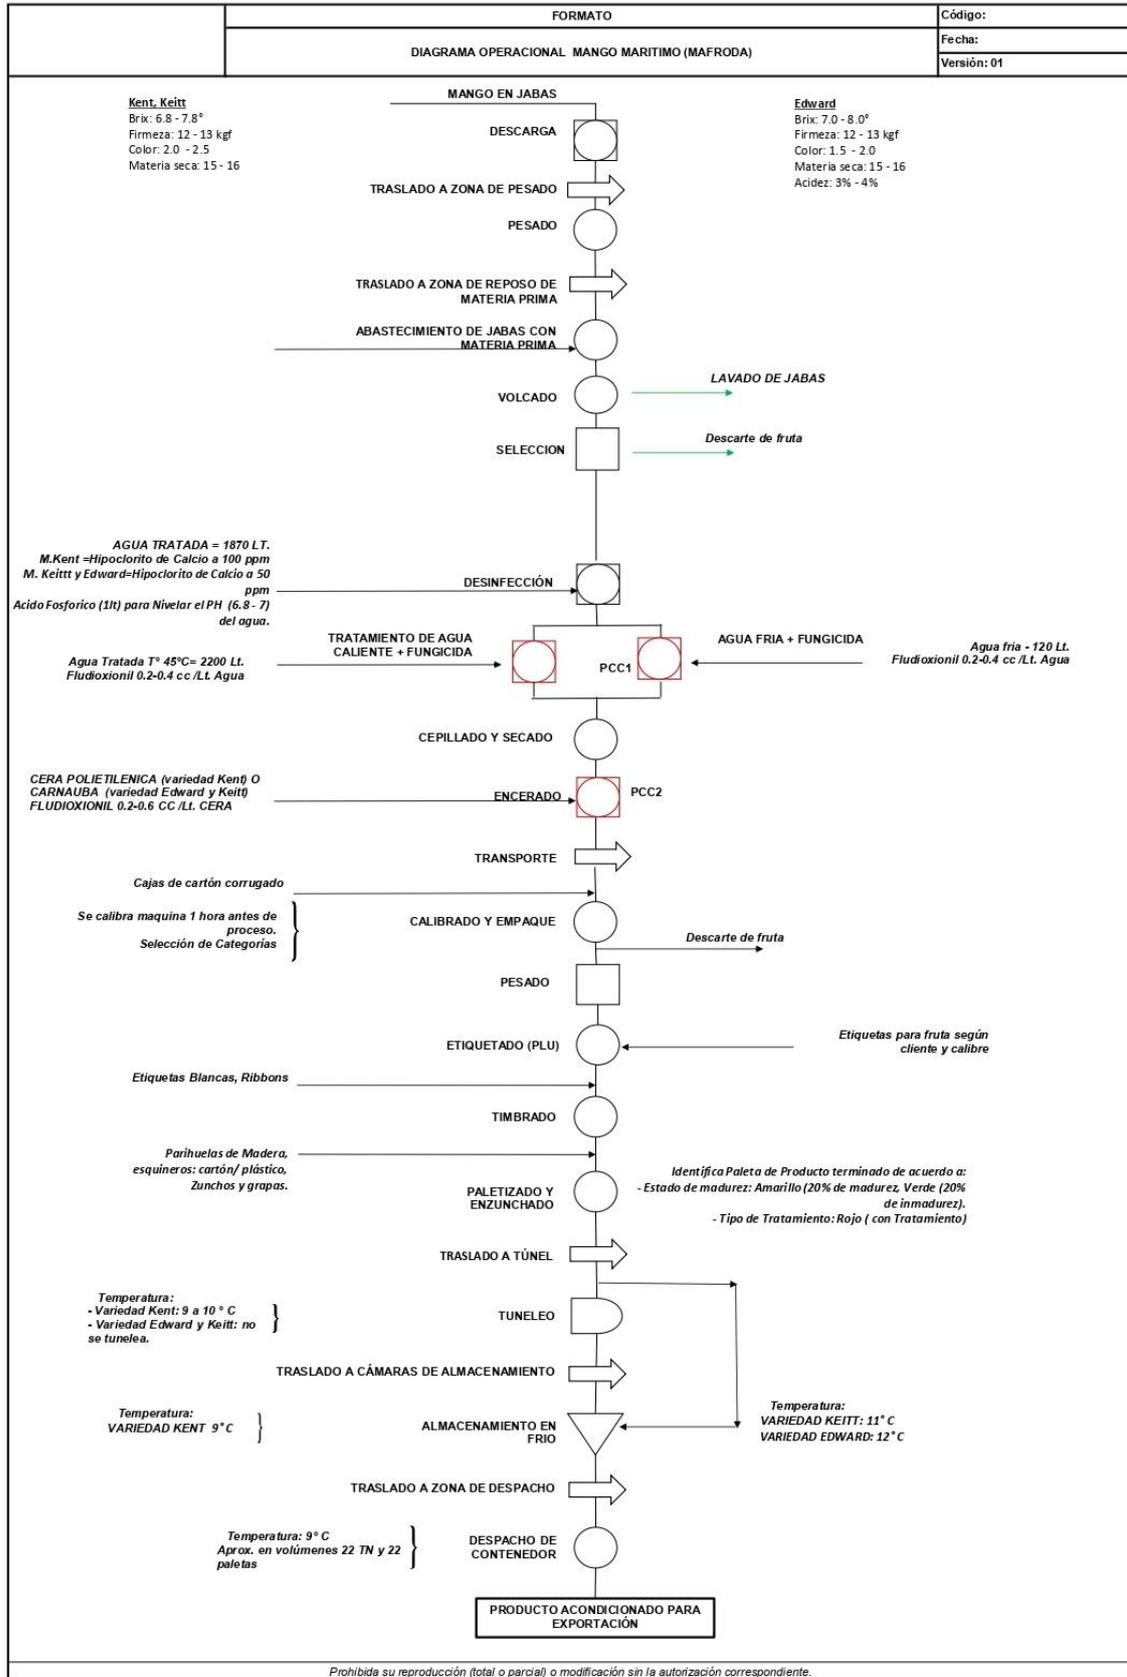 FORMATO
Código:
DIAGRAMA OPERACIONAL MANGO MARITIMO (MAFRODA)
Fecha:
Versión: 01
MANGO EN JABAS
Kent, Keitt
Brix: 6.8 - 7.8°
Firmeza: 12 - 13 kgf
Color: 2.0 - 2.5
Materia seca: 15 - 16
Edward
Brix: 7.0 - 8.0°
Firmeza: 12 - 13 kgf
Color: 1.5 - 2.0
Materia seca: 15 - 16
Acidez: 3% - 4%
DESCARGA
TRASLADO A ZONA DE PESADO
PESADO
TRASLADO A ZONA DE REPOSO DE
MATERIA PRIMA
ABASTECIMIENTO DE JABAS CON
MATERIA PRIMA
VOLCADO
LAVADO DE JABAS
SELECCION
Descarte de fruta
AGUA TRATADA = 1870 LT.
M.Kent =Hipoclorito de Calcio a 100 ppm
M. Keittt y Edward=Hipoclorito de Calcio a 50
ppm
Acido Fosforico (1lt) para Nivelar el PH (6.8 - 7)
del agua.
DESINFECCIÓN
TRATAMIENTO DE AGUA
CALIENTE + FUNGICIDA
AGUA FRIA + FUNGICIDA
PCC1
Agua Tratada T° 45ºC= 2200 Lt.
Fludioxionil 0.2-0.4 cc /Lt. Agua
Agua fria - 120 Lt.
Fludioxionil 0.2-0.4 cc /Lt. Agua
CEPILLADO Y SECADO
CERA POLIETILENICA (variedad Kent) O
CARNAUBA (variedad Edward y Keitt)
FLUDIOXIONIL 0.2-0.6 CC /Lt. CERA
ENCERADO
PCC2
TRANSPORTE
Cajas de cartón corrugado
Se calibra maquina 1 hora antes de
proceso.
Selección de Categorías
CALIBRADO Y EMPAQUE
Descarte de fruta
PESADO
ETIQUETADO (PLU)
Etiquetas para fruta según
cliente y calibre
Etiquetas Blancas, Ribbons
TIMBRADO
Parihuelas de Madera,
esquineros: cartón/ plástico,
Zunchos y grapas.
PALETIZADO Y
ENZUNCHADO
Identifica Paleta de Producto terminado de acuerdo a:
- Estado de madurez: Amarillo (20% de madurez, Verde (20%
de inmadurez).
- Tipo de Tratamiento: Rojo ( con Tratamiento)
TRASLADO A TÚNEL
Temperatura:
- Variedad Kent: 9 a 10 ° C
- Variedad Edward y Keitt: no
se tunelea.
TUNELEO
TRASLADO A CÁMARAS DE ALMACENAMIENTO
Temperatura:
VARIEDAD KENT 9°C
ALMACENAMIENTO EN
FRIO
Temperatura:
VARIEDAD KEITT: 11°C
VARIEDAD EDWARD: 12°C
TRASLADO A ZONA DE DESPACHO
Temperatura: 9° C
Aprox. en volúmenes 22 TN y 22
paletas
DESPACHO DE
CONTENEDOR
PRODUCTO ACONDICIONADO PARA
EXPORTACIÓN
Prohibida su reproducción (total o parcial) o modificación sin la autorización correspondiente.